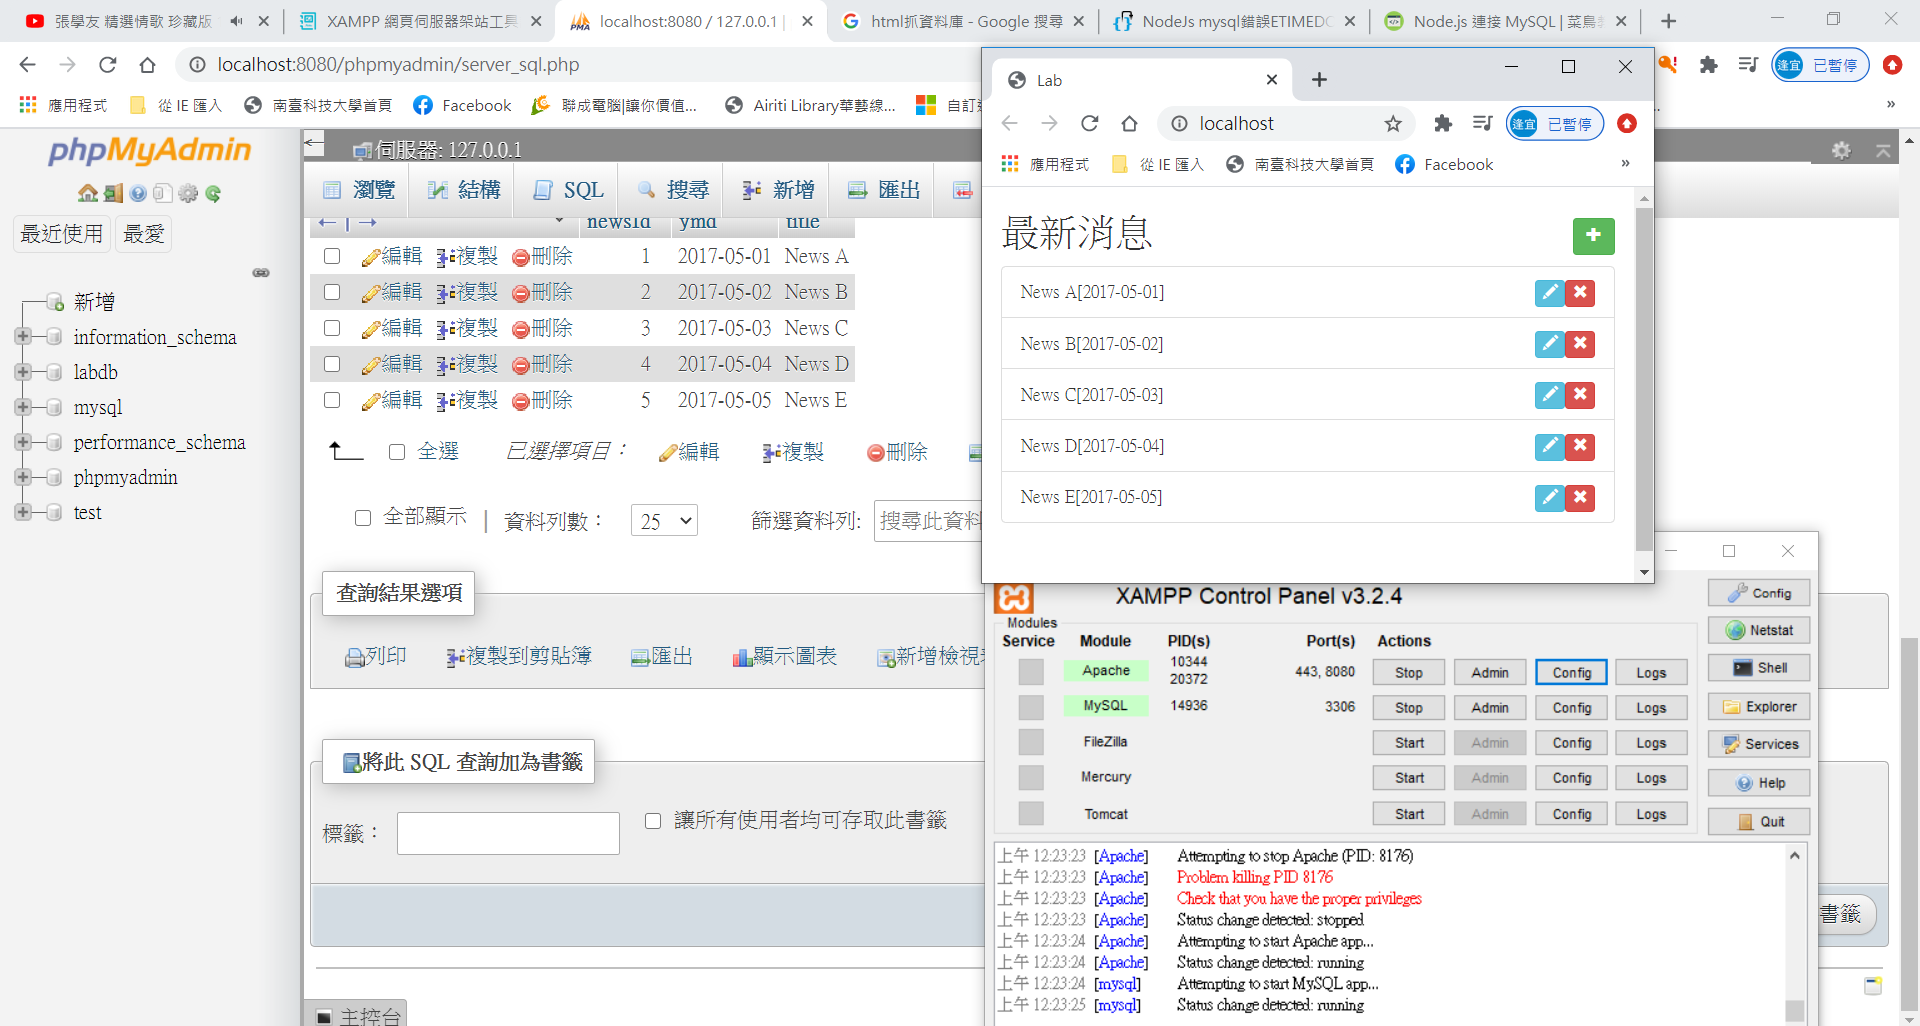 張學友 精選情歌 珍藏版
XAMPP 網頁伺服器架站工具
localhost:8080 / 127.0.0.1 |
html抓資料庫 - Google 搜尋
NodeJs mysql錯誤ETIMEDO
Node.js 連接 MySQL | 菜鳥
localhost:8080/phpmyadmin/server_sql.php
逢宜 已暫停
應用程式
從 IE 匯入
南臺科技大學首頁
Facebook
聯成電腦|讓你價值...
Airiti Library華藝線...
自訂
»
phpMyAdmin
最近使用
最愛
新增
information_schema
labdb
mysql
performance_schema
phpmyadmin
test
伺服器: 127.0.0.1
瀏覽
結構
SQL
搜尋
新增
匯出
newsId ymd title
編輯 複製 刪除 1 2017-05-01 News A
編輯 複製 刪除 2 2017-05-02 News B
編輯 複製 刪除 3 2017-05-03 News C
編輯 複製 刪除 4 2017-05-04 News D
編輯 複製 刪除 5 2017-05-05 News E
全選 已選擇項目： 編輯 複製 刪除
全部顯示 | 資料列數： 25 篩選資料列: 搜尋此資料
查詢結果選項
列印 複製到剪貼簿 匯出 顯示圖表 新增檢視表
將此 SQL 查詢加為書籤
標籤： 讓所有使用者均可存取此書籤
書籤
主控台
Lab
localhost
逢宜 已暫停
應用程式
從 IE 匯入
南臺科技大學首頁
Facebook
»
最新消息
News A[2017-05-01]
News B[2017-05-02]
News C[2017-05-03]
News D[2017-05-04]
News E[2017-05-05]
XAMPP Control Panel v3.2.4
Modules
Service Module PID(s) Port(s) Actions
Apache 10344 20372 443, 8080 Stop Admin Config Logs
MySQL 14936 3306 Stop Admin Config Logs
FileZilla Start Admin Config Logs
Mercury Start Admin Config Logs
Tomcat Start Admin Config Logs
Config
Netstat
Shell
Explorer
Services
Help
Quit
上午 12:23:23 [Apache] Attempting to stop Apache (PID: 8176)
上午 12:23:23 [Apache] Problem killing PID 8176
上午 12:23:23 [Apache] Check that you have the proper privileges
上午 12:23:23 [Apache] Status change detected: stopped
上午 12:23:24 [Apache] Attempting to start Apache app...
上午 12:23:24 [Apache] Status change detected: running
上午 12:23:24 [mysql] Attempting to start MySQL app...
上午 12:23:25 [mysql] Status change detected: running